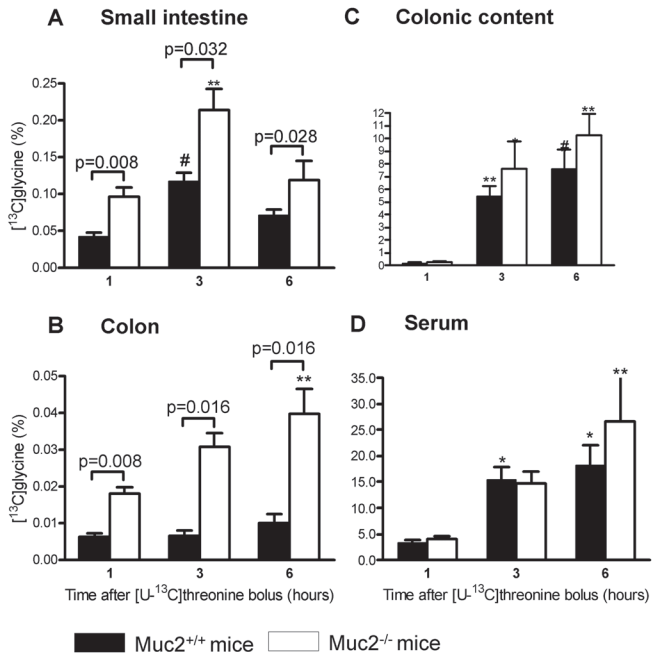 A Small intestine
p=0.032
**
p=0.008
#
p=0.028
[¹³C]glycine (%)
0.25
0.20
0.15
0.10
0.05
0.00
1 3 6
C Colonic content
12
11
10
9
8
7
6
5
4
3
2
1
0
**
*
#
**
1 3 6
B Colon
p=0.016
**
p=0.016
p=0.008
[¹³C]glycine (%)
0.05
0.04
0.03
0.02
0.01
0.00
1 3 6
Time after [U-¹³C]threonine bolus (hours)
D Serum
35.0
30.0
25.0
20.0
15.0
10.0
5.0
0.0
*
*
**
1 3 6
Time after [U-¹³C]threonine bolus (hours)
Muc2⁺/⁺ mice Muc2⁻/⁻ mice